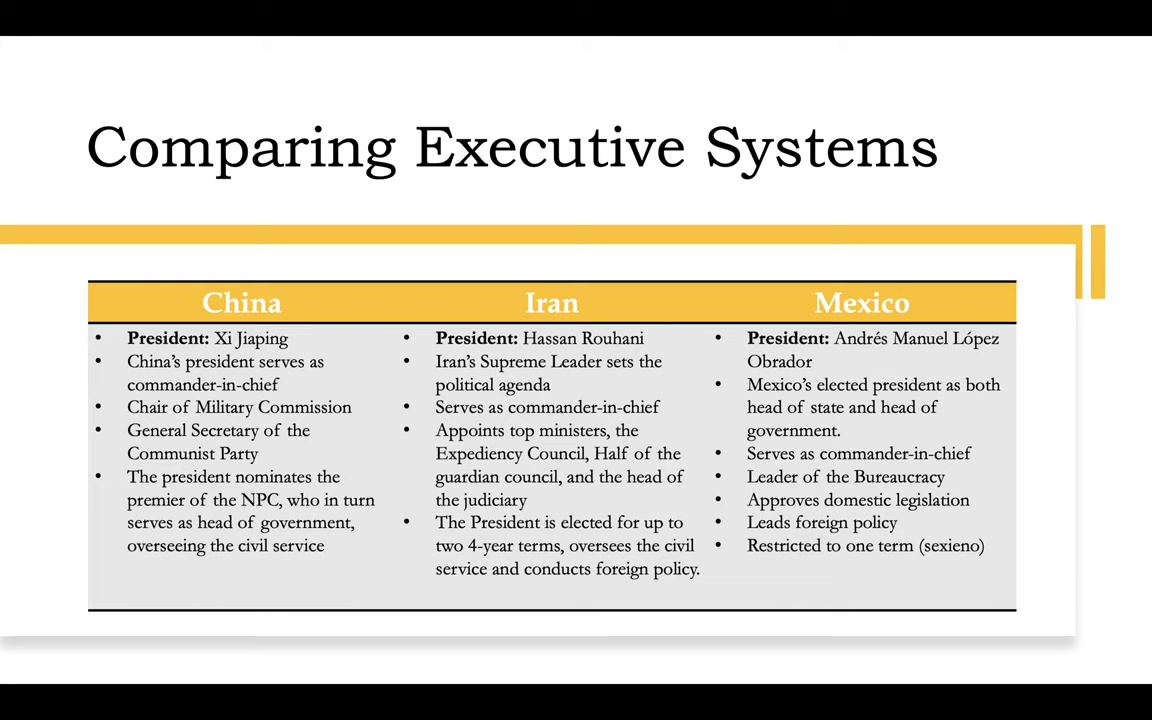 Comparing Executive Systems
China
• President: Xi Jiaping
• China's president serves as
commander-in-chief
• Chair of Military Commission
• General Secretary of the
Communist Party
• The president nominates the
premier of the NPC, who in turn
serves as head of government,
overseeing the civil service
Iran
• President: Hassan Rouhani
• Iran's Supreme Leader sets the
political agenda
• Serves as commander-in-chief
• Appoints top ministers, the
Expediency Council, Half of the
guardian council, and the head of
the judiciary
• The President is elected for up to
two 4-year terms, oversees the civil
service and conducts foreign policy.
Mexico
• President: Andrés Manuel López
Obrador
• Mexico's elected president as both
head of state and head of
government.
• Serves as commander-in-chief
• Leader of the Bureaucracy
• Approves domestic legislation
• Leads foreign policy
• Restricted to one term (sexieno)